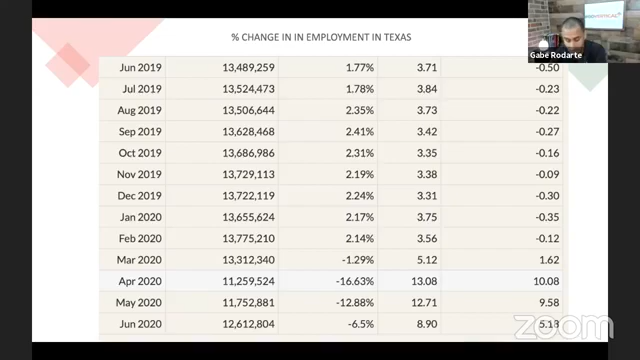 % CHANGE IN IN EMPLOYMENT IN TEXAS
Gabe Rodarte
Jun 2019 13,489,259 1.77% 3.71 -0.50
Jul 2019 13,524,473 1.78% 3.84 -0.23
Aug 2019 13,506,644 2.35% 3.73 -0.22
Sep 2019 13,628,468 2.41% 3.42 -0.27
Oct 2019 13,686,986 2.31% 3.35 -0.16
Nov 2019 13,729,113 2.19% 3.38 -0.09
Dec 2019 13,722,119 2.24% 3.31 -0.30
Jan 2020 13,655,624 2.17% 3.75 -0.35
Feb 2020 13,775,210 2.14% 3.56 -0.12
Mar 2020 13,312,340 -1.29% 5.12 1.62
Apr 2020 11,259,524 -16.63% 13.08 10.08
May 2020 11,752,881 -12.88% 12.71 9.58
Jun 2020 12,612,804 -6.5% 8.90 5.18
zoom